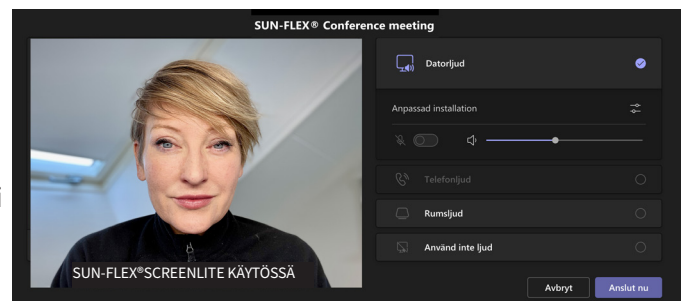 SUN-FLEX® Conference meeting
Datorljud
Anpassad installation
Telefonljud
Rumsljud
Använd inte ljud
SUN-FLEX®SCREENLITE KÄYTÖSSÄ
Avbryt
Anslut nu